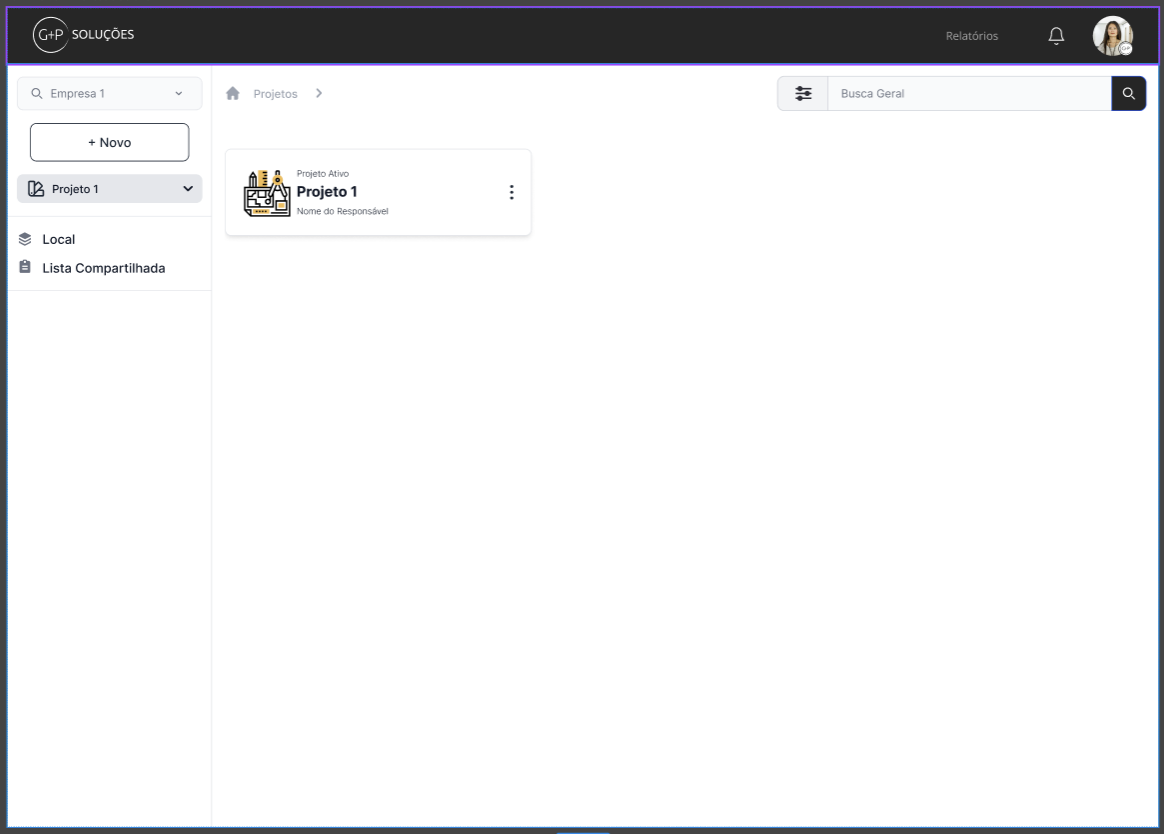 G+P SOLUÇÕES
Relatórios
Empresa 1
+ Novo
Projeto 1
Local
Lista Compartilhada
Projetos
Busca Geral
Projeto Ativo
Projeto 1
Nome do Responsável